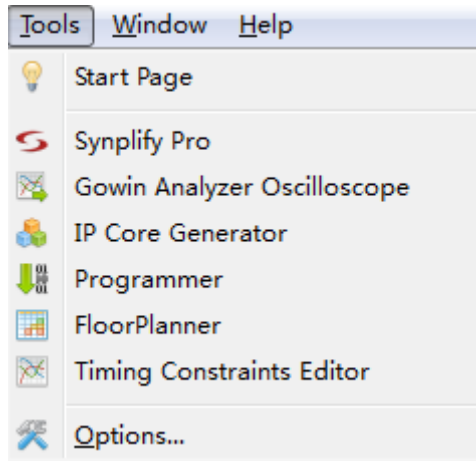 Tools Window Help
Start Page
Synplify Pro
Gowin Analyzer Oscilloscope
IP Core Generator
Programmer
FloorPlanner
Timing Constraints Editor
Options...